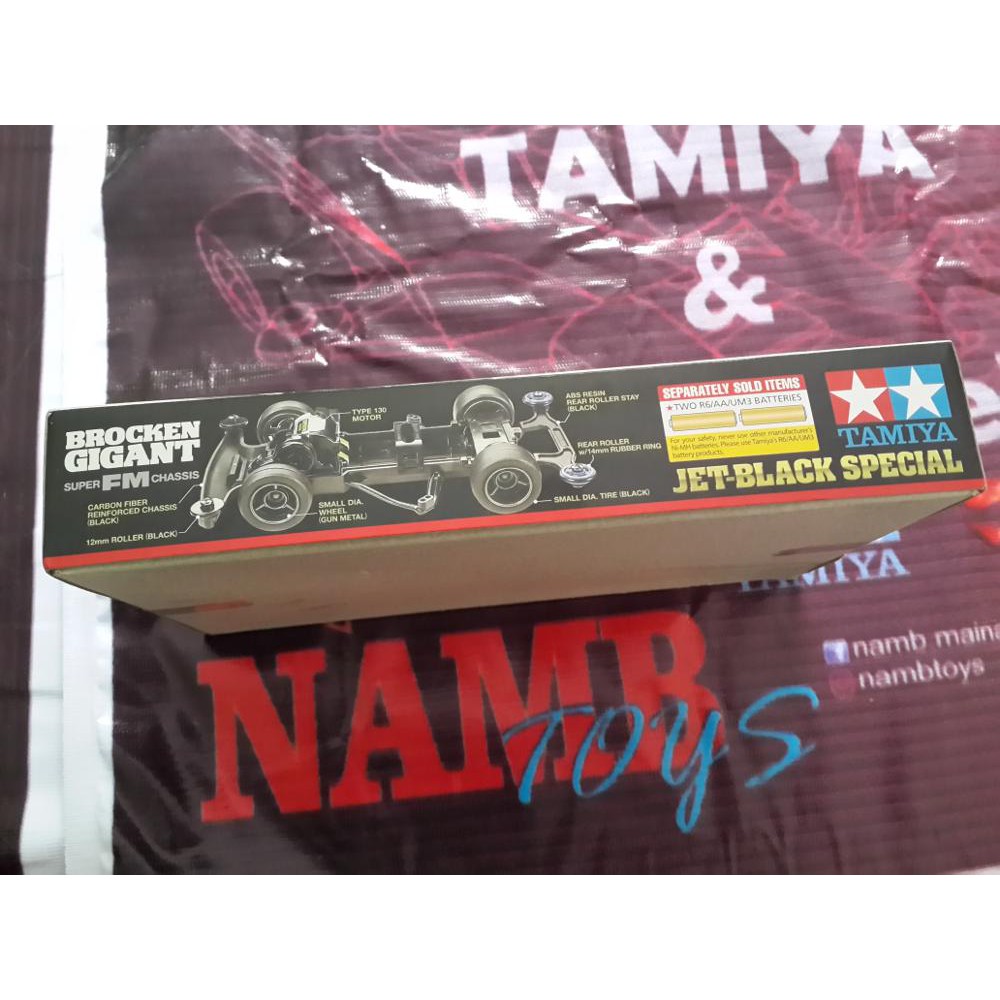 TAMIYA
&
BROCKEN
GIGANT
SUPER FM CHASSIS
CARBON FIBER
REINFORCED CHASSIS
(BLACK)
12mm ROLLER (BLACK)
TYPE 130
MOTOR
SMALL DIA.
WHEEL
(GUN METAL)
ABS RESIN
REAR ROLLER STAY
(BLACK)
REAR ROLLER
w/14mm RUBBER RING
SMALL DIA. TIRE (BLACK)
SEPARATELY SOLD ITEMS
★TWO R6/AA/UM3 BATTERIES
For your safety, never use other manufacturer's
Ni-MH batteries. Please use Tamiya's R6/AA/UM3
battery products.
TAMIYA
JET-BLACK SPECIAL
TAMIYA
NAMB
TOYS
f namb main
nambtoys